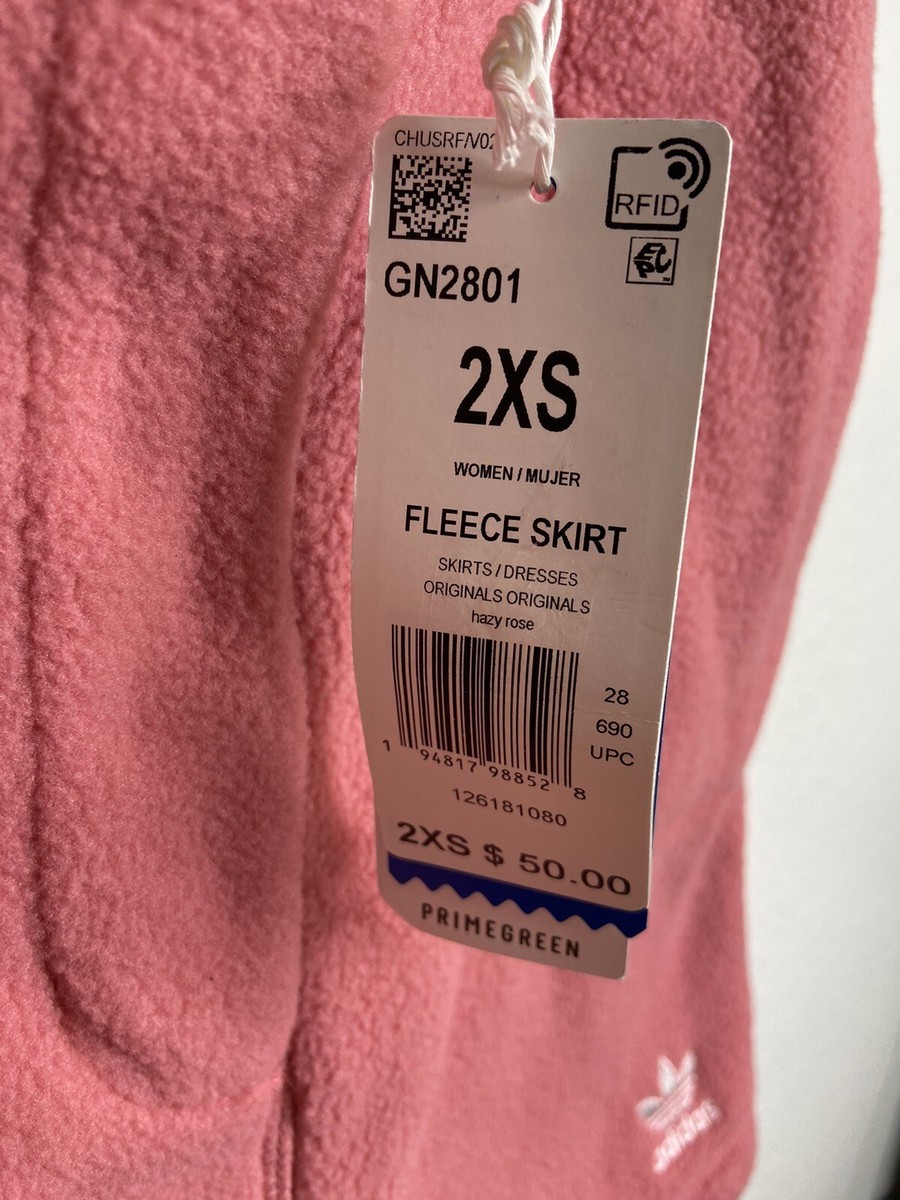 CHUSRF/V02
RFID
EPC
GN2801
2XS
WOMEN / MUJER
FLEECE SKIRT
SKIRTS / DRESSES
ORIGINALS ORIGINALS
hazy rose
28
690
UPC
1 94817 98852 8
126181080
2XS $ 50.00
PRIMEGREEN
adidas